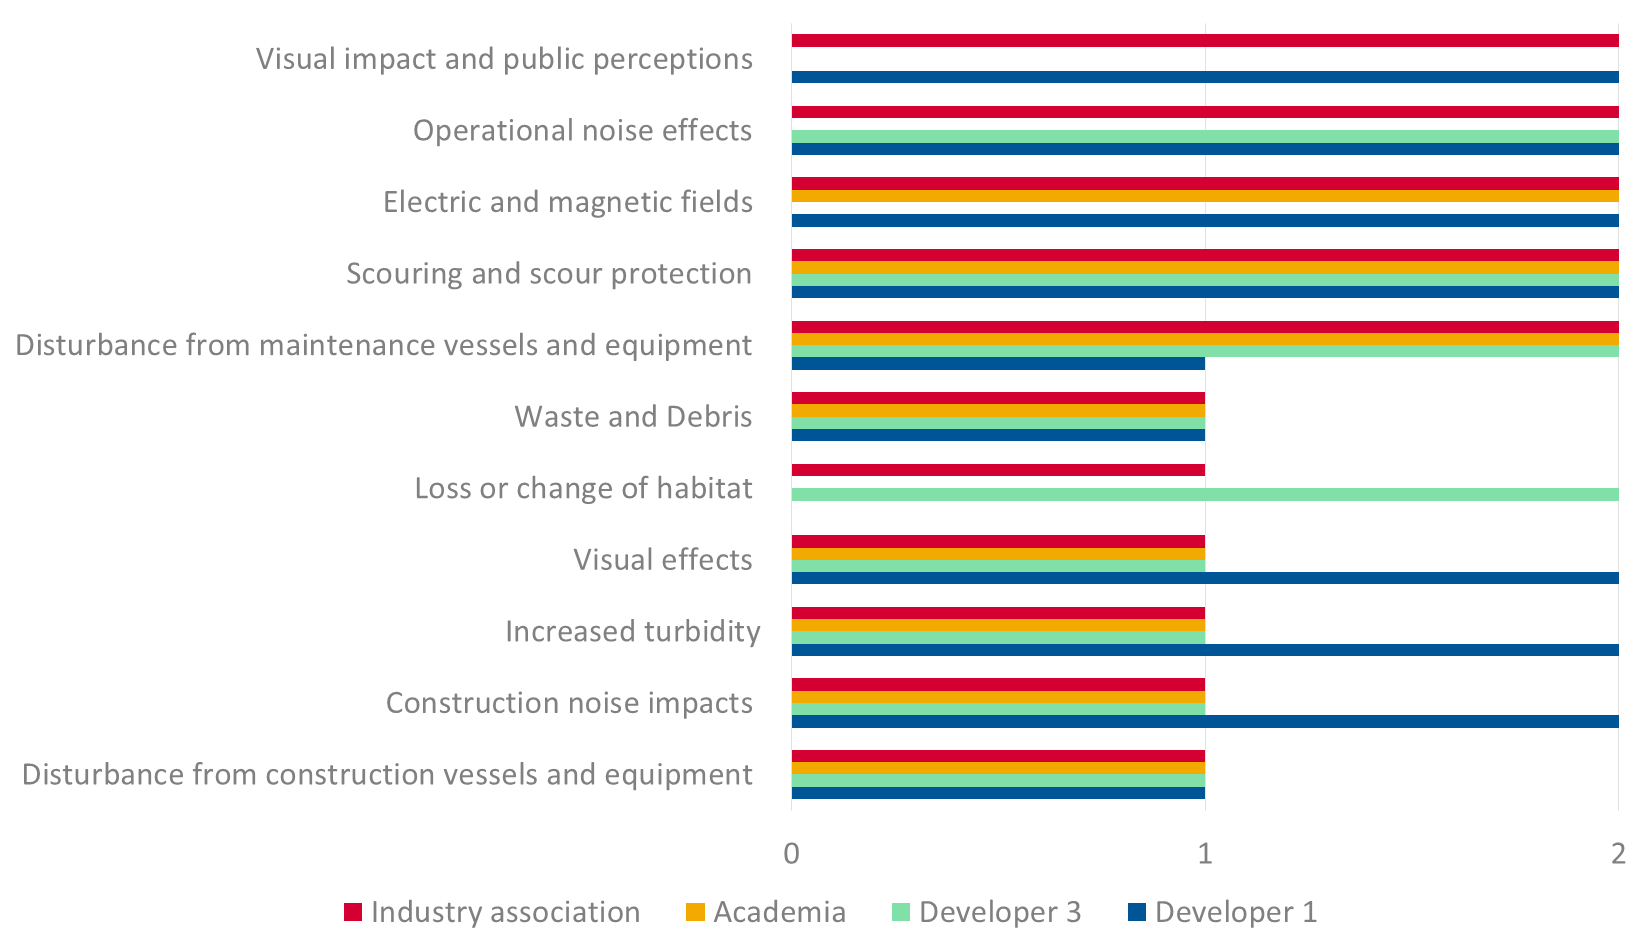 Visual impact and public perceptions
Operational noise effects
Electric and magnetic fields
Scouring and scour protection
Disturbance from maintenance vessels and equipment
Waste and Debris
Loss or change of habitat
Visual effects
Increased turbidity
Construction noise impacts
Disturbance from construction vessels and equipment
0 1 2
Industry association Academia Developer 3 Developer 1